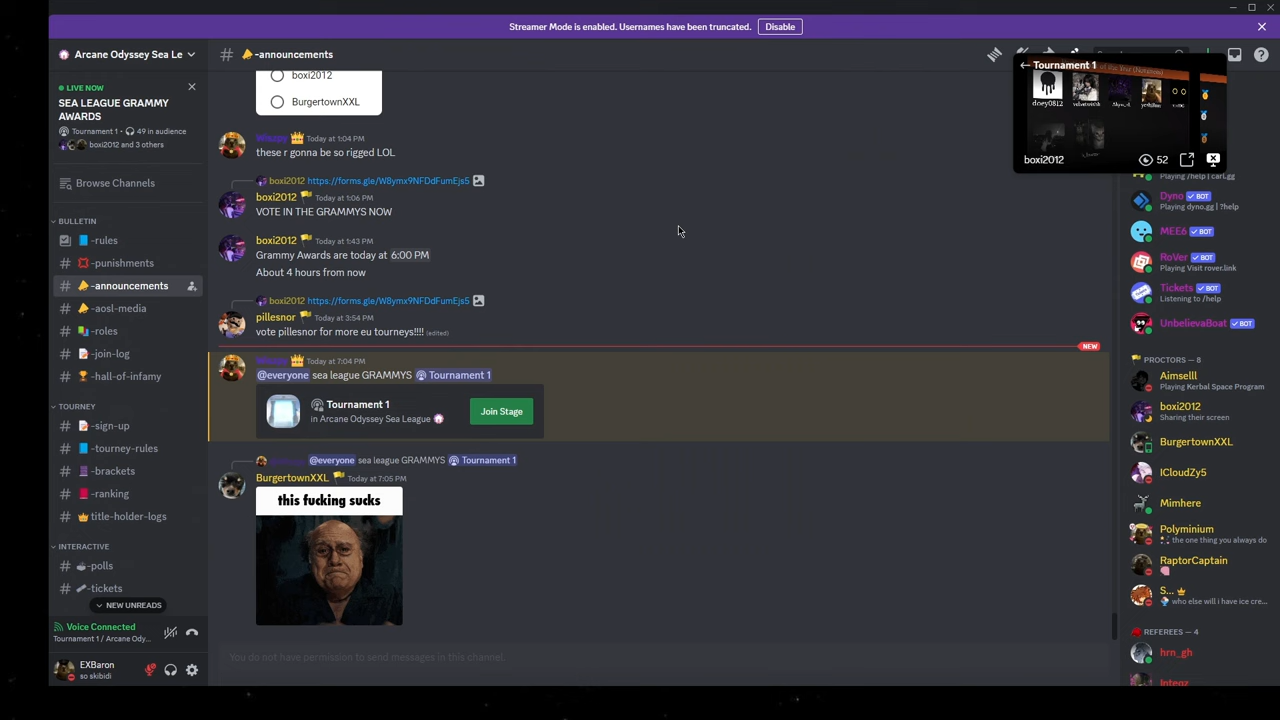 Streamer Mode is enabled. Usernames have been truncated.
Disable
Arcane Odyssey Sea Le
LIVE NOW
SEA LEAGUE GRAMMY
AWARDS
Tournament 1 • 49 in audience
boxi2012 and 3 others
Browse Channels
BULLETIN
-rules
-punishments
-announcements
-aosl-media
-roles
-join-log
-hall-of-infamy
TOURNEY
-sign-up
-tourney-rules
-brackets
-ranking
title-holder-logs
INTERACTIVE
-polls
-tickets
NEW UNREADS
Voice Connected
Tournament 1 / Arcane Ody...
EXBaron
so skibidi
-announcements
boxi2012
BurgertownXXL
Today at 1:04 PM
these r gonna be so rigged LOL
boxi2012 https://forms.gle/W8ymx9NFDdFumEjs5
boxi2012 Today at 1:06 PM
VOTE IN THE GRAMMYS NOW
boxi2012 Today at 1:43 PM
Grammy Awards are today at 6:00 PM
About 4 hours from now
boxi2012 https://forms.gle/W8ymx9NFDdFumEjs5
pillesnor Today at 3:54 PM
vote pillesnor for more eu tourneys!!!! (edited)
NEW
Today at 7:04 PM
@everyone sea league GRAMMYS Tournament 1
Tournament 1
in Arcane Odyssey Sea League
Join Stage
@everyone sea league GRAMMYS Tournament 1
BurgertownXXL Today at 7:05 PM
this fucking sucks
You do not have permission to send messages in this channel.
Tournament 1
doey0812
boxi2012
52
Playing /help | carl.gg
Dyno BOT
Playing dyno.gg | ?help
MEE6 BOT
RoVer BOT
Playing Visit rover.link
Tickets BOT
Listening to /help
UnbelievaBoat BOT
PROCTORS — 8
Aimselll
Playing Kerbal Space Program
boxi2012
Sharing their screen
BurgertownXXL
ICloudZy5
Mimhere
Polyminium
the one thing you always do
RaptorCaptain
S...
who else will i have ice cre...
REFEREES — 4
hrn_gh
Integz